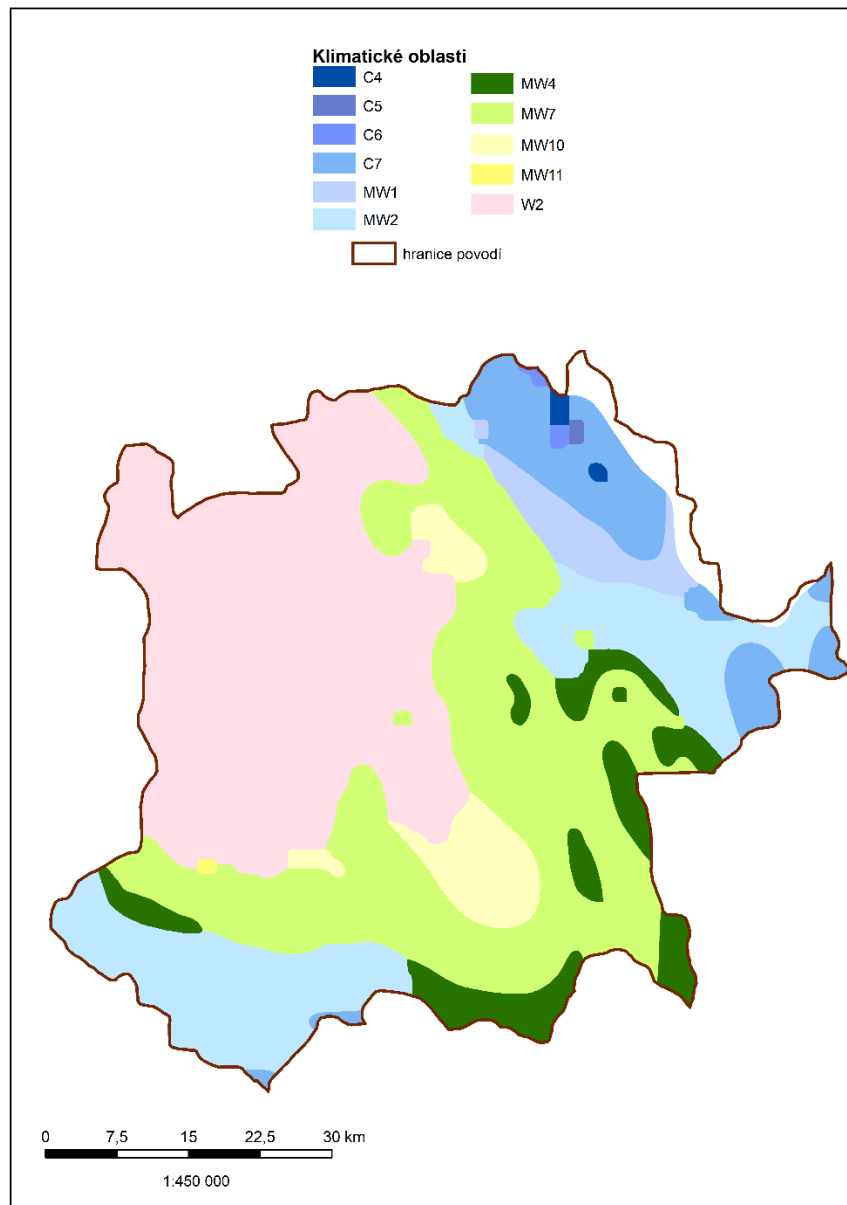 Klimatické oblasti
C4
C5
C6
C7
MW1
MW2
MW4
MW7
MW10
MW11
W2
hranice povodí
0 7,5 15 22,5 30 km
1:450 000